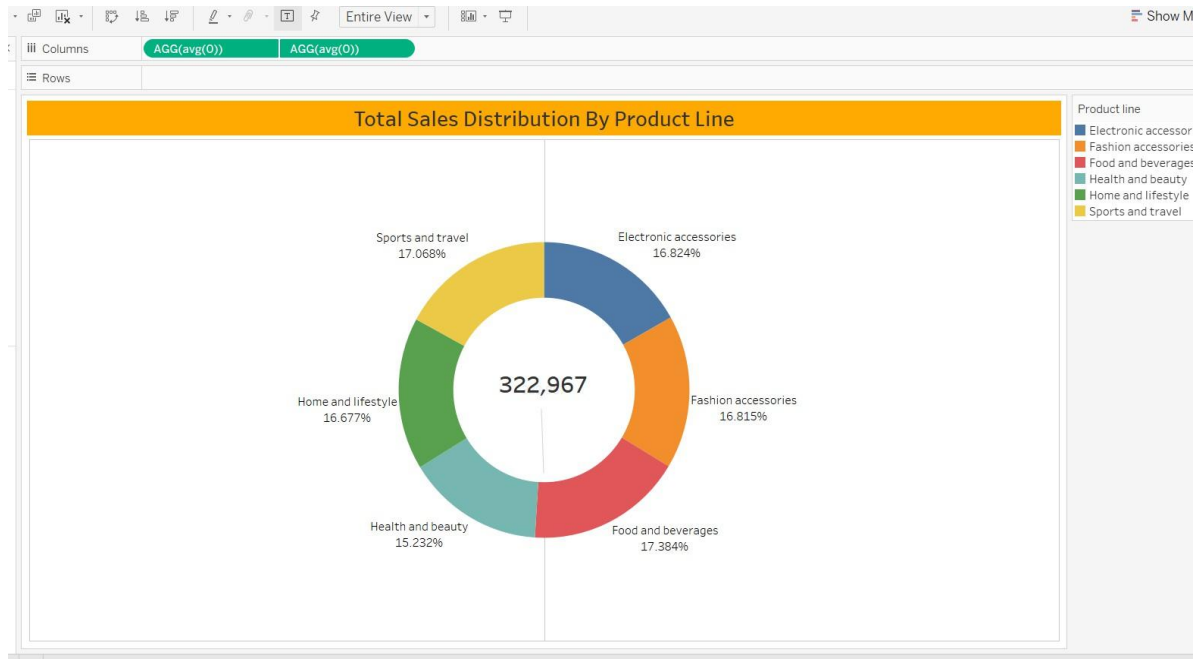 Entire View
Show M
Columns
AGG(avg(0))
AGG(avg(0))
Rows
Total Sales Distribution By Product Line
Product line
Electronic accessor
Fashion accessories
Food and beverages
Health and beauty
Home and lifestyle
Sports and travel
Sports and travel
17.068%
Electronic accessories
16.824%
322,967
Home and lifestyle
16.677%
Fashion accessories
16.815%
Health and beauty
15.232%
Food and beverages
17.384%